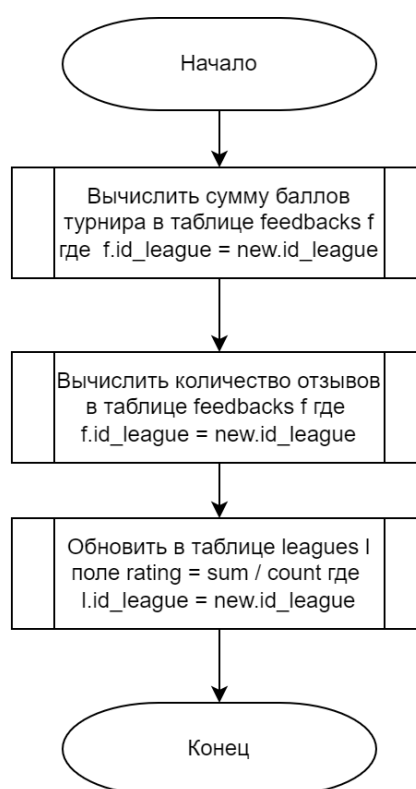 Начало
Вычислить сумму баллов
турнира в таблице feedbacks f
где f.id_league = new.id_league
Вычислить количество отзывов
в таблице feedbacks f где
f.id_league = new.id_league
Обновить в таблице leagues l
поле rating = sum / count где
l.id_league = new.id_league
Конец